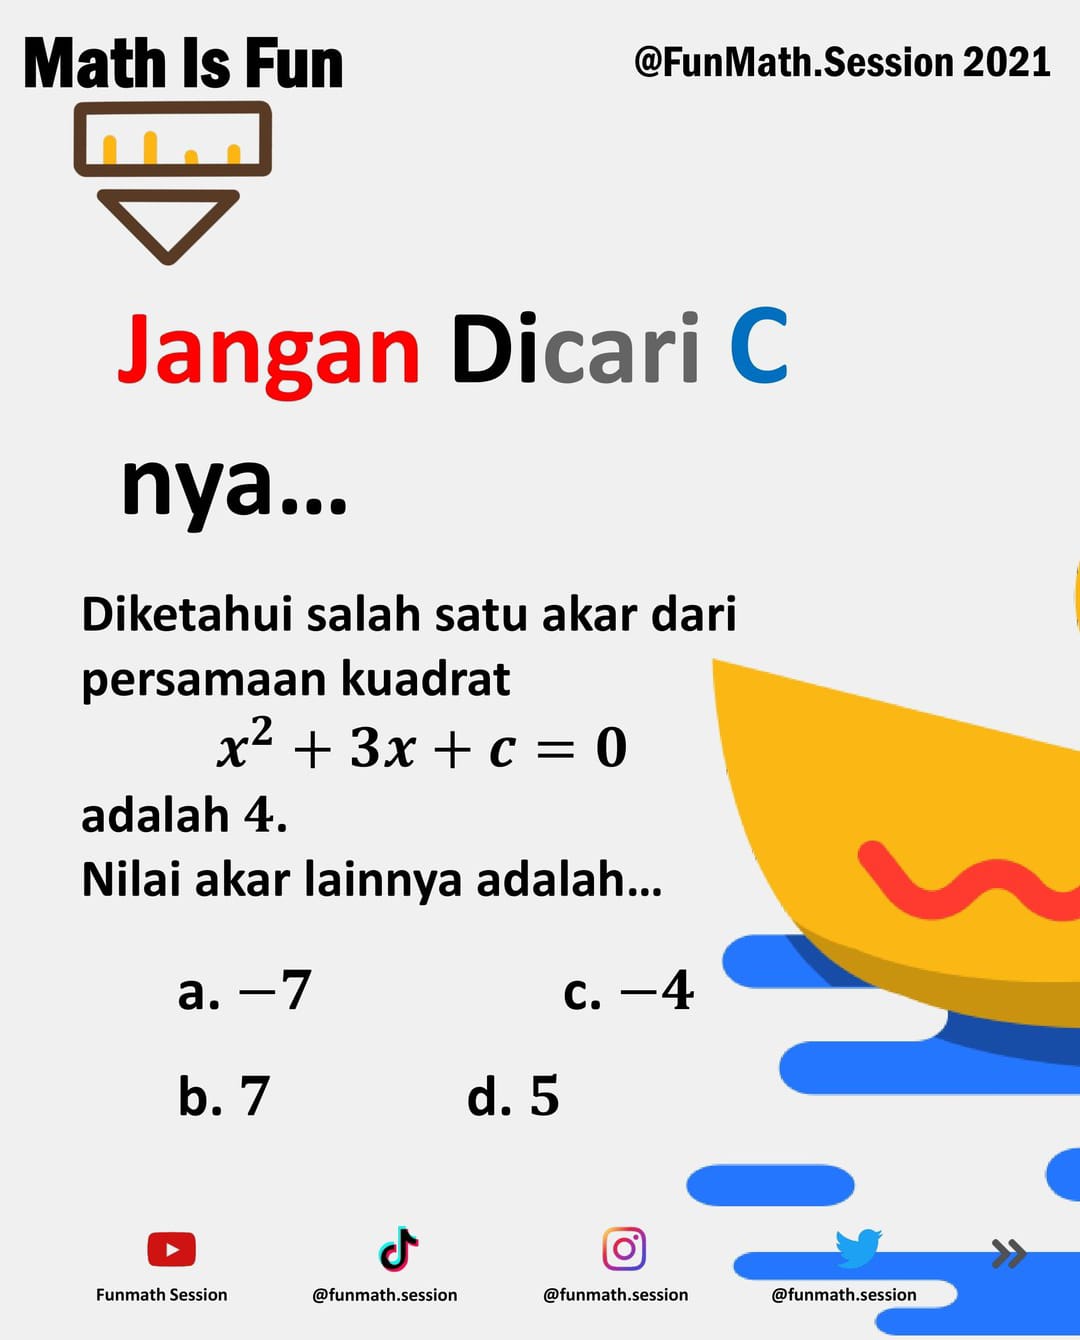 Math Is Fun
@FunMath.Session 2021
Jangan Dicari C
nya...
Diketahui salah satu akar dari
persamaan kuadrat
x² + 3x + c = 0
adalah 4.
Nilai akar lainnya adalah...
a. −7
c. −4
b. 7
d. 5
Funmath Session
@funmath.session
@funmath.session
@funmath.session